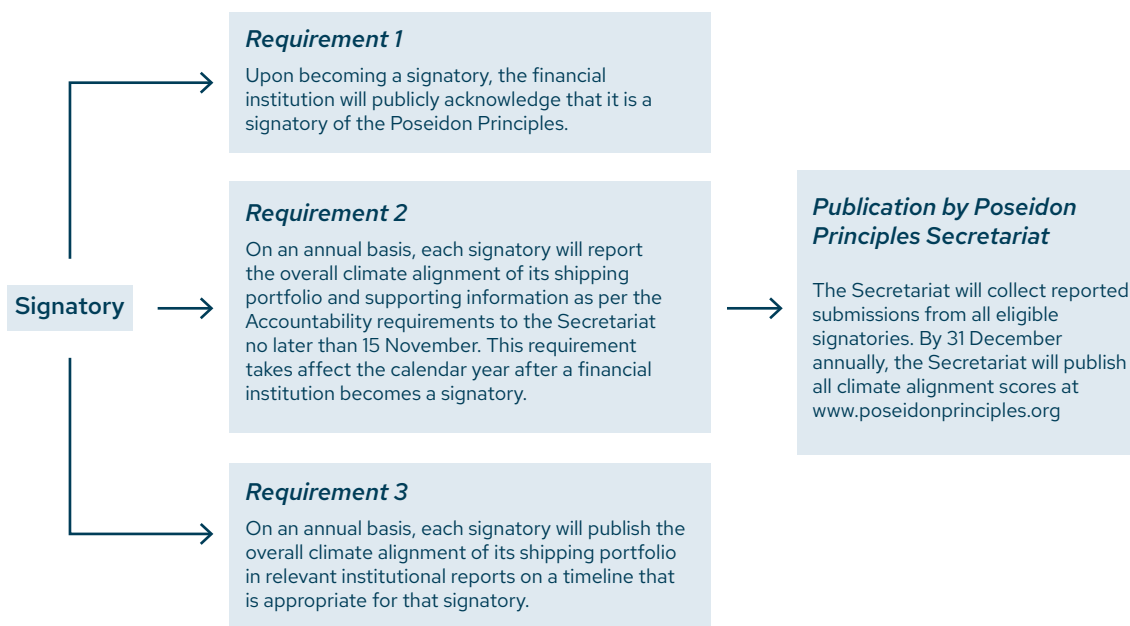 Requirement 1
Upon becoming a signatory, the financial
institution will publicly acknowledge that it is a
signatory of the Poseidon Principles.
Signatory
Requirement 2
On an annual basis, each signatory will report
the overall climate alignment of its shipping
portfolio and supporting information as per the
Accountability requirements to the Secretariat
no later than 15 November. This requirement
takes affect the calendar year after a financial
institution becomes a signatory.
Publication by Poseidon
Principles Secretariat
The Secretariat will collect reported
submissions from all eligible
signatories. By 31 December
annually, the Secretariat will publish
all climate alignment scores at
www.poseidonprinciples.org
Requirement 3
On an annual basis, each signatory will publish the
overall climate alignment of its shipping portfolio
in relevant institutional reports on a timeline that
is appropriate for that signatory.